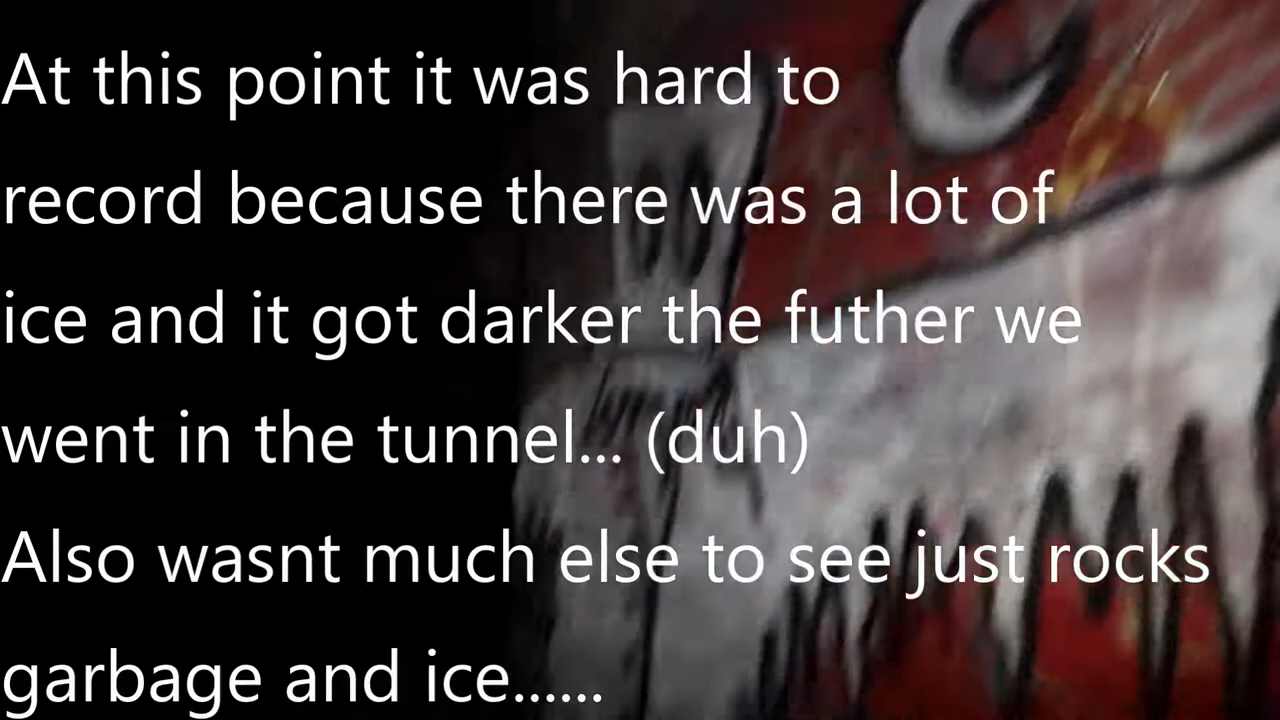 At this point it was hard to
record because there was a lot of
ice and it got darker the futher we
went in the tunnel... (duh)
Also wasnt much else to see just rocks
garbage and ice......